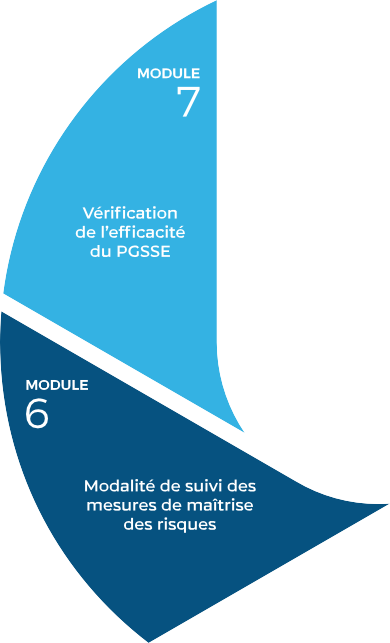 MODULE
7
Vérification
de l’efficacité
du PGSSE
MODULE
6
Modalité de suivi des
mesures de maîtrise
des risques